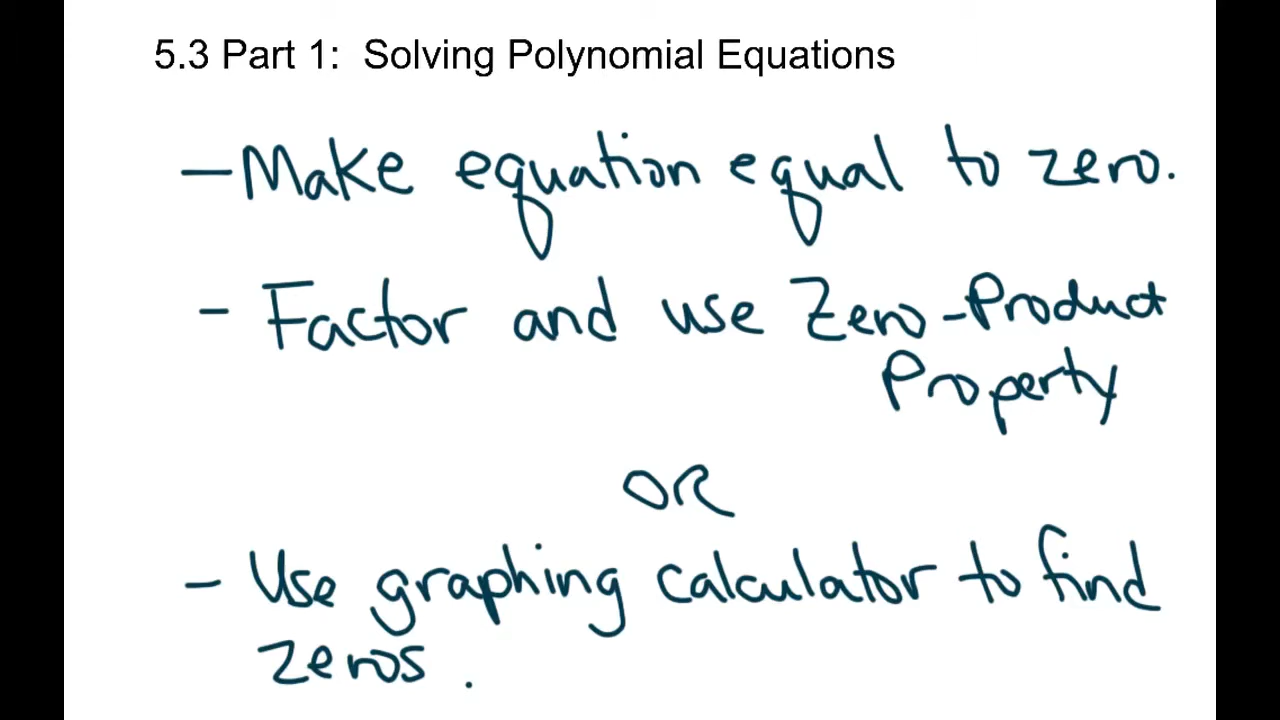 5.3 Part 1: Solving Polynomial Equations
– Make equation equal to zero.
- Factor and use Zero-Product
Property
OR
- Use graphing calculator to find
zeros.